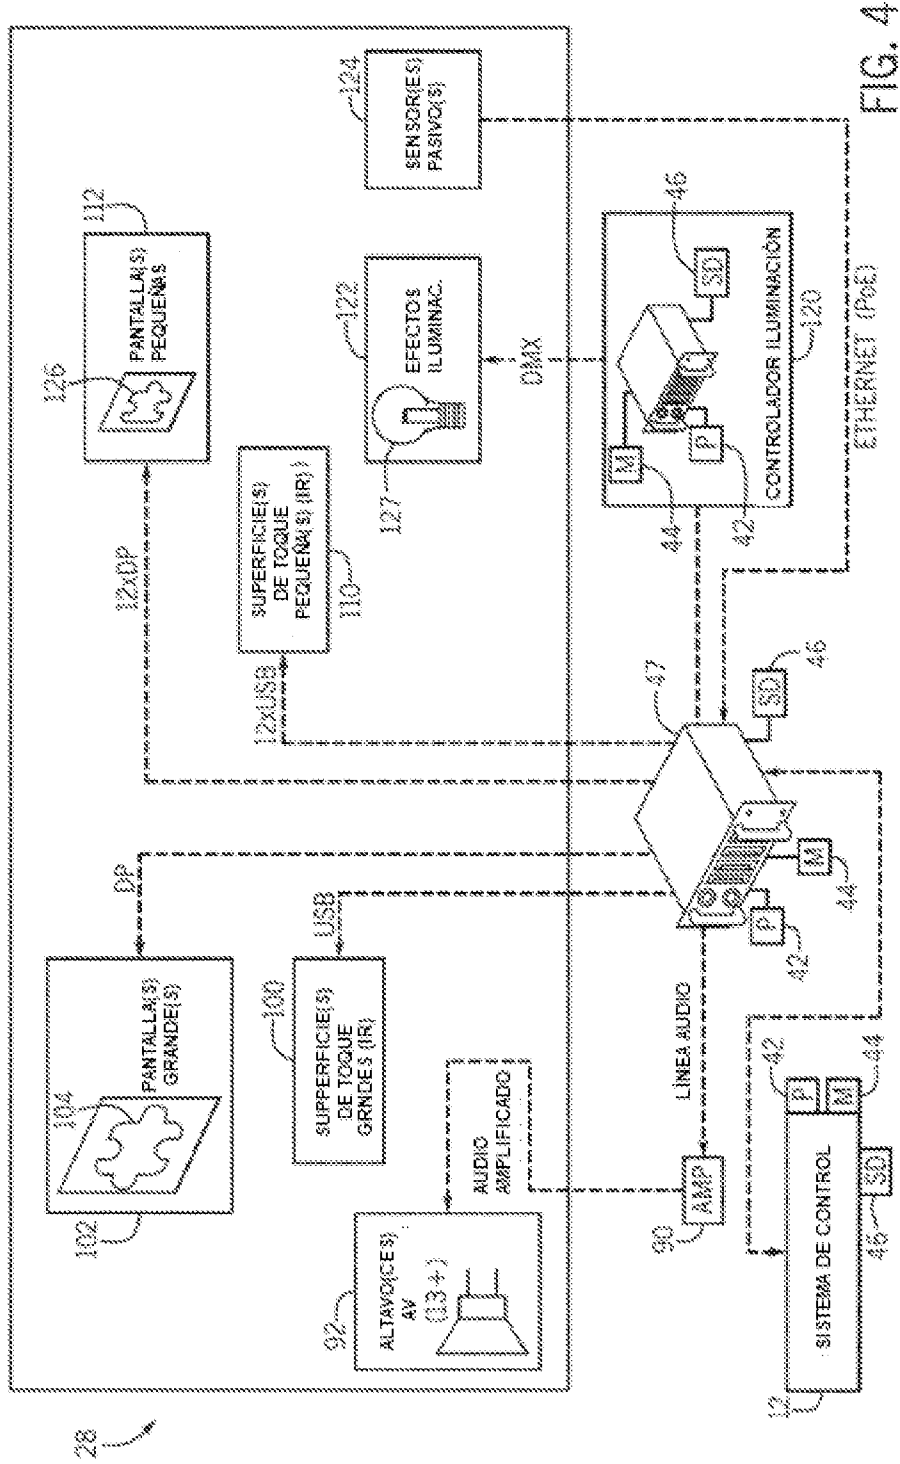 28
92
ALTAVO(CES) :
AV
(13+)
102
104
PANTALLA(S)
GRANDE(S)
DP
100
SUPPERFICIE(S)
DE TOQUE
GRNDES (IR)
USB
AUDIO
AMPLIFICADO
12xDP
112
126
PANTALLA(S)
PEQUEÑAS
12xUSB
SUPERFICIE(S)
DE TOQUE
PEQUEÑA(S) (IR) )
110
122
127
EFECTOS
ILUMINAC.
124
SENSOR(ES)
PASIVO(S)
DMX
M
44
P
42
SD
46
CONTROLADOR ILUMINACIÓN
120
ETHERNET (PoE)
47
SD
46
M
44
P
42
LÍNEA AUDIO
AMP
90
12
SISTEMA DE CONTROL
P
42
M
44
SD
46
FIG. 4